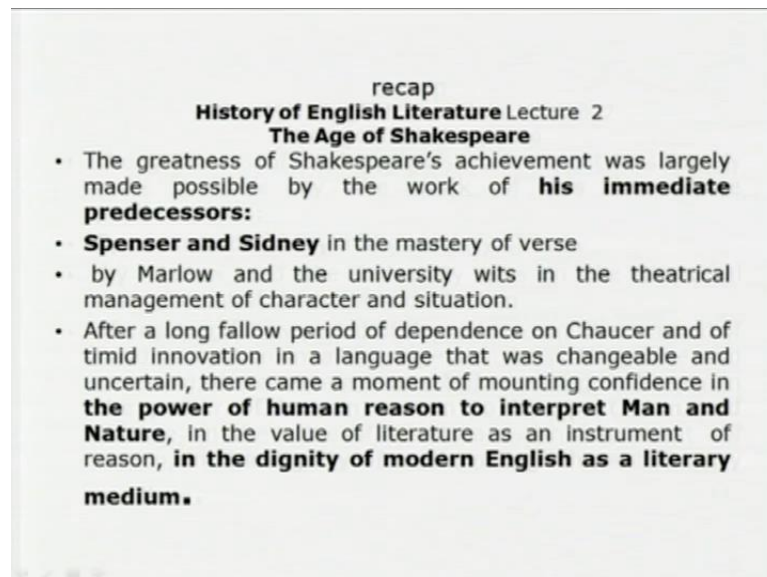 recap
History of English Literature Lecture 2
The Age of Shakespeare
• The greatness of Shakespeare's achievement was largely
made possible by the work of his immediate
predecessors:
• Spenser and Sidney in the mastery of verse
• by Marlow and the university wits in the theatrical
management of character and situation.
• After a long fallow period of dependence on Chaucer and of
timid innovation in a language that was changeable and
uncertain, there came a moment of mounting confidence in
the power of human reason to interpret Man and
Nature, in the value of literature as an instrument of
reason, in the dignity of modern English as a literary
medium.